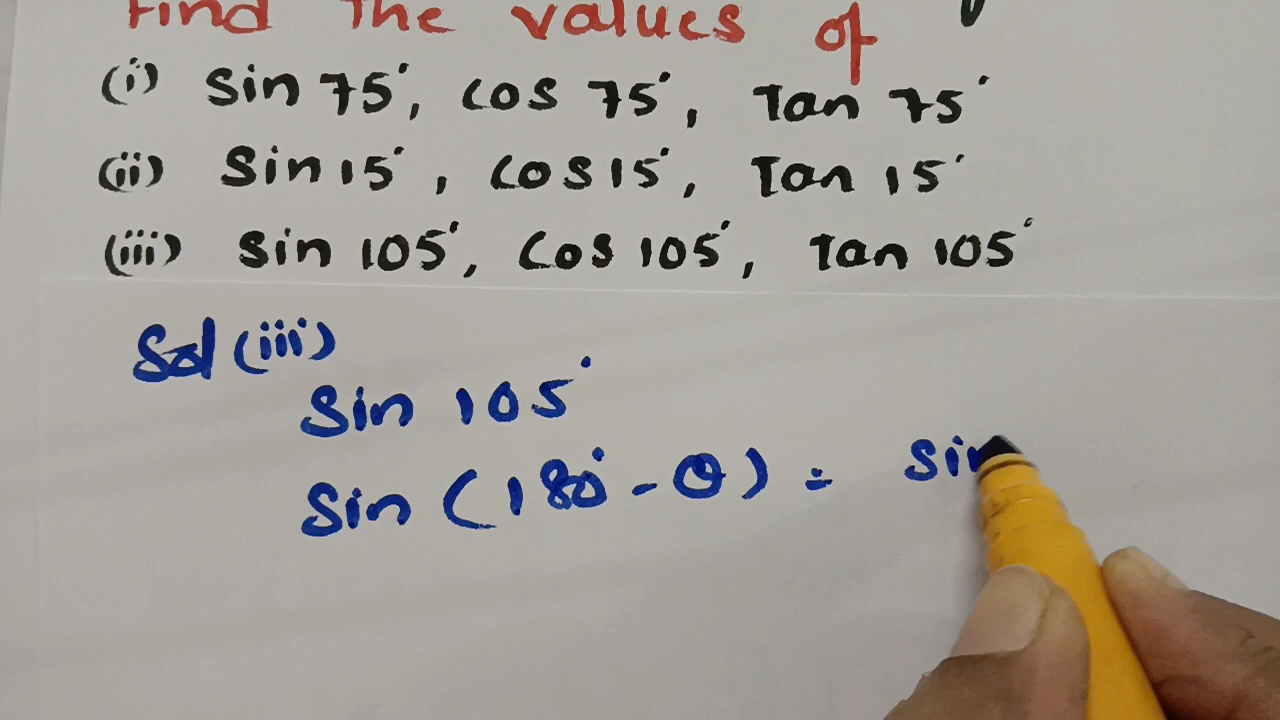 Find The values of
(i) Sin 75°, Cos 75°, Tan 75°
(ii) Sin 15°, Cos 15°, Tan 15°
(iii) Sin 105°, Cos 105°, Tan 105°
Sol (iii)
Sin 105°
Sin (180° - θ) = Sin